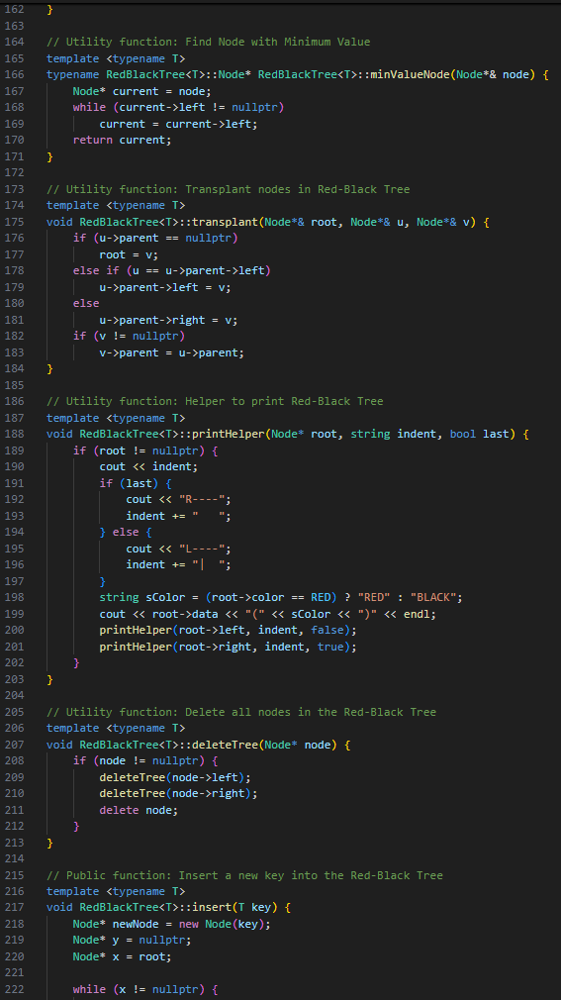 162 }
163
164 // Utility function: Find Node with Minimum Value
165 template <typename T>
166 typename RedBlackTree<T>::Node* RedBlackTree<T>::minValueNode(Node*& node) {
167     Node* current = node;
168     while (current->left != nullptr)
169         current = current->left;
170     return current;
171 }
172
173 // Utility function: Transplant nodes in Red-Black Tree
174 template <typename T>
175 void RedBlackTree<T>::transplant(Node*& root, Node*& u, Node*& v) {
176     if (u->parent == nullptr)
177         root = v;
178     else if (u == u->parent->left)
179         u->parent->left = v;
180     else
181         u->parent->right = v;
182     if (v != nullptr)
183         v->parent = u->parent;
184 }
185
186 // Utility function: Helper to print Red-Black Tree
187 template <typename T>
188 void RedBlackTree<T>::printHelper(Node* root, string indent, bool last) {
189     if (root != nullptr) {
190         cout << indent;
191         if (last) {
192             cout << "R----";
193             indent += "   ";
194         } else {
195             cout << "L----";
196             indent += "|  ";
197         }
198         string sColor = (root->color == RED) ? "RED" : "BLACK";
199         cout << root->data << "(" << sColor << ")" << endl;
200         printHelper(root->left, indent, false);
201         printHelper(root->right, indent, true);
202     }
203 }
204
205 // Utility function: Delete all nodes in the Red-Black Tree
206 template <typename T>
207 void RedBlackTree<T>::deleteTree(Node* node) {
208     if (node != nullptr) {
209         deleteTree(node->left);
210         deleteTree(node->right);
211         delete node;
212     }
213 }
214
215 // Public function: Insert a new key into the Red-Black Tree
216 template <typename T>
217 void RedBlackTree<T>::insert(T key) {
218     Node* newNode = new Node(key);
219     Node* y = nullptr;
220     Node* x = root;
221
222     while (x != nullptr) {